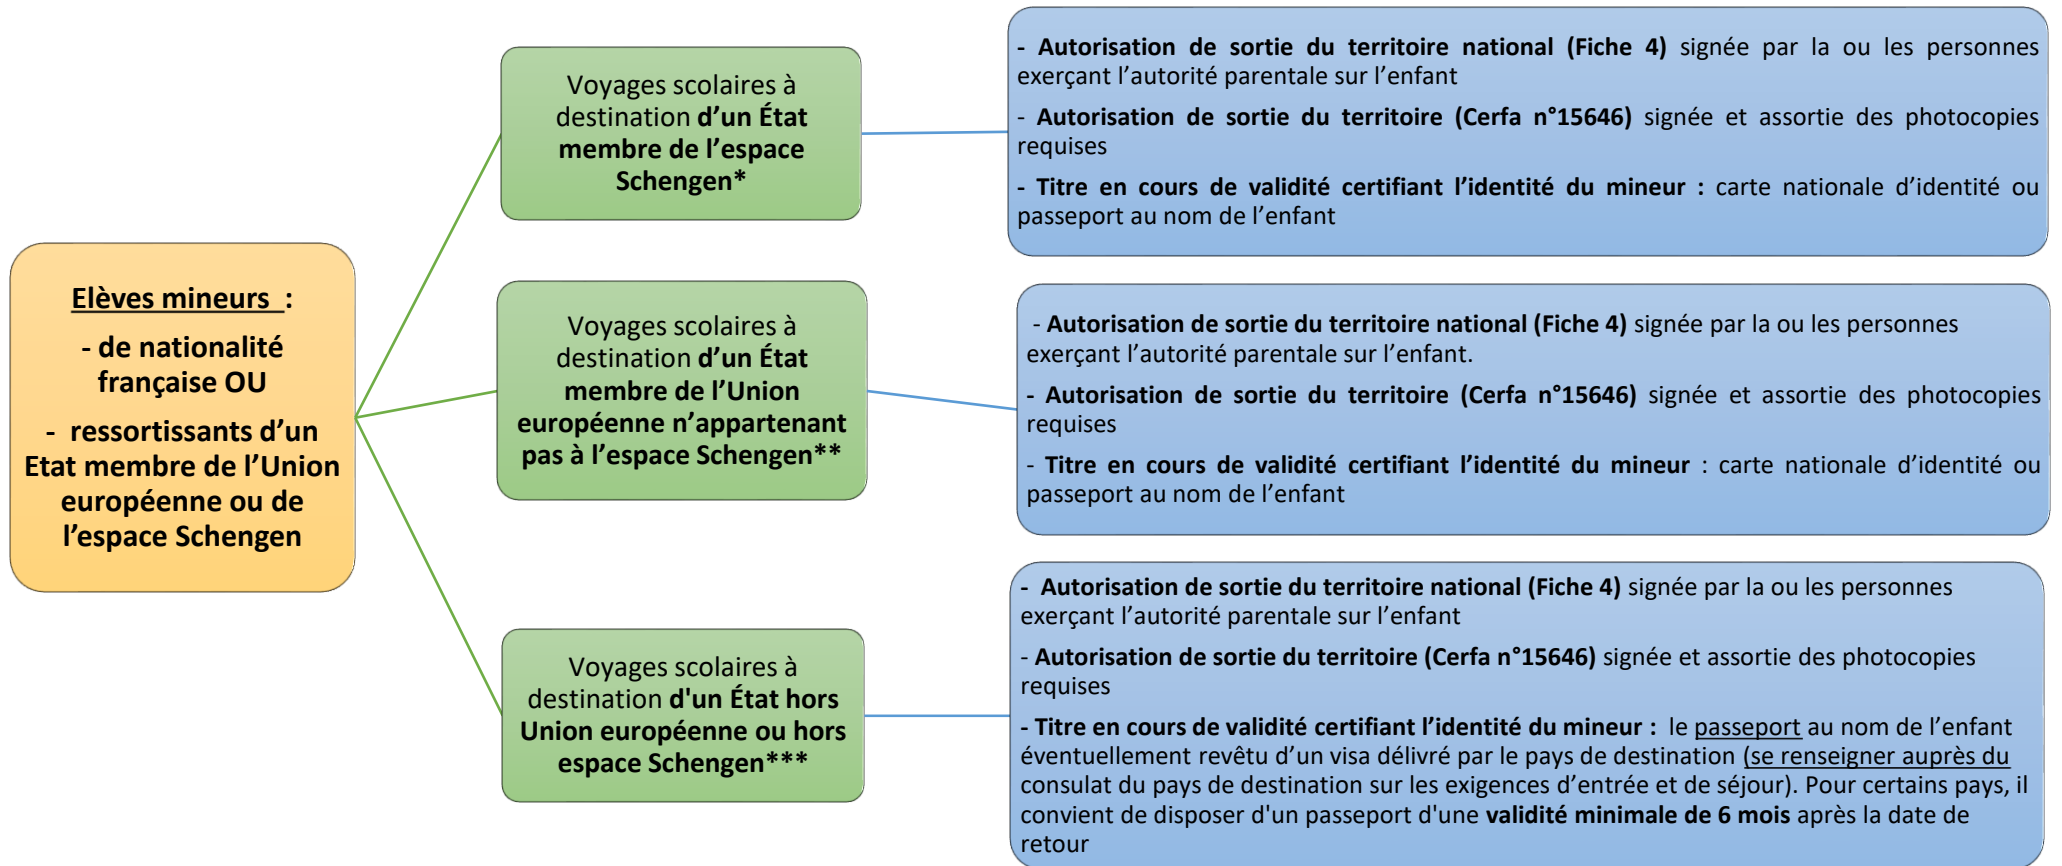 Elèves mineurs :
- de nationalité
française OU
- ressortissants d’un
Etat membre de l’Union
européenne ou de
l’espace Schengen
Voyages scolaires à
destination d’un État
membre de l’espace
Schengen*
- Autorisation de sortie du territoire national (Fiche 4) signée par la ou les personnes
exerçant l’autorité parentale sur l’enfant
- Autorisation de sortie du territoire (Cerfa n°15646) signée et assortie des photocopies
requises
- Titre en cours de validité certifiant l’identité du mineur : carte nationale d’identité ou
passeport au nom de l’enfant
Voyages scolaires à
destination d’un État
membre de l’Union
européenne n’appartenant
pas à l’espace Schengen**
- Autorisation de sortie du territoire national (Fiche 4) signée par la ou les personnes
exerçant l’autorité parentale sur l’enfant.
- Autorisation de sortie du territoire (Cerfa n°15646) signée et assortie des photocopies
requises
- Titre en cours de validité certifiant l’identité du mineur : carte nationale d’identité ou
passeport au nom de l’enfant
Voyages scolaires à
destination d'un État hors
Union européenne ou hors
espace Schengen***
- Autorisation de sortie du territoire national (Fiche 4) signée par la ou les personnes
exerçant l’autorité parentale sur l’enfant
- Autorisation de sortie du territoire (Cerfa n°15646) signée et assortie des photocopies
requises
- Titre en cours de validité certifiant l’identité du mineur : le passeport au nom de l’enfant
éventuellement revêtu d’un visa délivré par le pays de destination (se renseigner auprès du
consulat du pays de destination sur les exigences d’entrée et de séjour). Pour certains pays, il
convient de disposer d'un passeport d'une validité minimale de 6 mois après la date de
retour